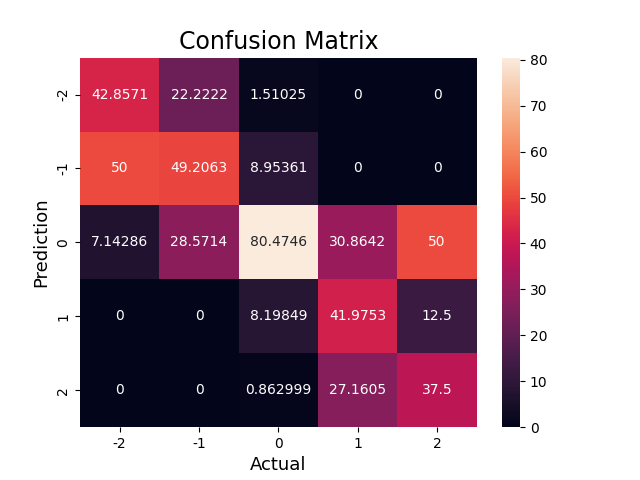 Confusion Matrix
-2 42.8571 22.2222 1.51025 0 0
-1 50 49.2063 8.95361 0 0
0 7.14286 28.5714 80.4746 30.8642 50
1 0 0 8.19849 41.9753 12.5
2 0 0 0.862999 27.1605 37.5
-2 -1 0 1 2
Prediction
Actual
80
70
60
50
40
30
20
10
0